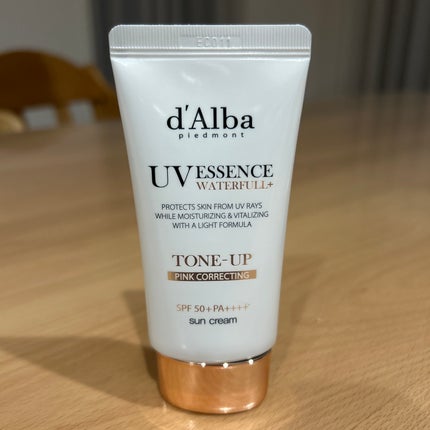 EC011
d'Alba
piedmont
UV ESSENCE
WATERFULL+
PROTECTS SKIN FROM UV RAYS
WHILE MOISTURIZING & VITALIZING
WITH A LIGHT FORMULA
TONE-UP
PINK CORRECTING
SPF 50+PA++++
sun cream